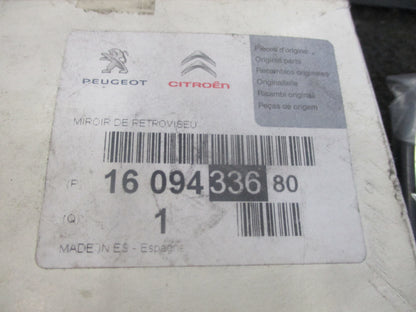 PEUGEOT
CITROËN
Pièces d'origine
Original parts
Recambios originales
Originalteile
Ricambi originali
Peças de origem
MIROIR DE RETROVISEU
(P) 16 094 336 80
(Q) 1
MADE IN ES - Espagne